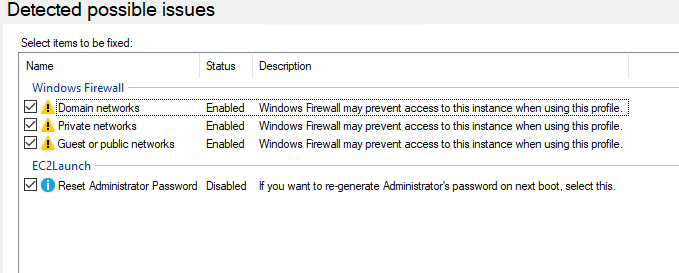 Detected possible issues
Select items to be fixed:
Name Status Description
Windows Firewall
Domain networks Enabled Windows Firewall may prevent access to this instance when using this profile.
Private networks Enabled Windows Firewall may prevent access to this instance when using this profile.
Guest or public networks Enabled Windows Firewall may prevent access to this instance when using this profile.
EC2Launch
Reset Administrator Password Disabled If you want to re-generate Administrator's password on next boot, select this.